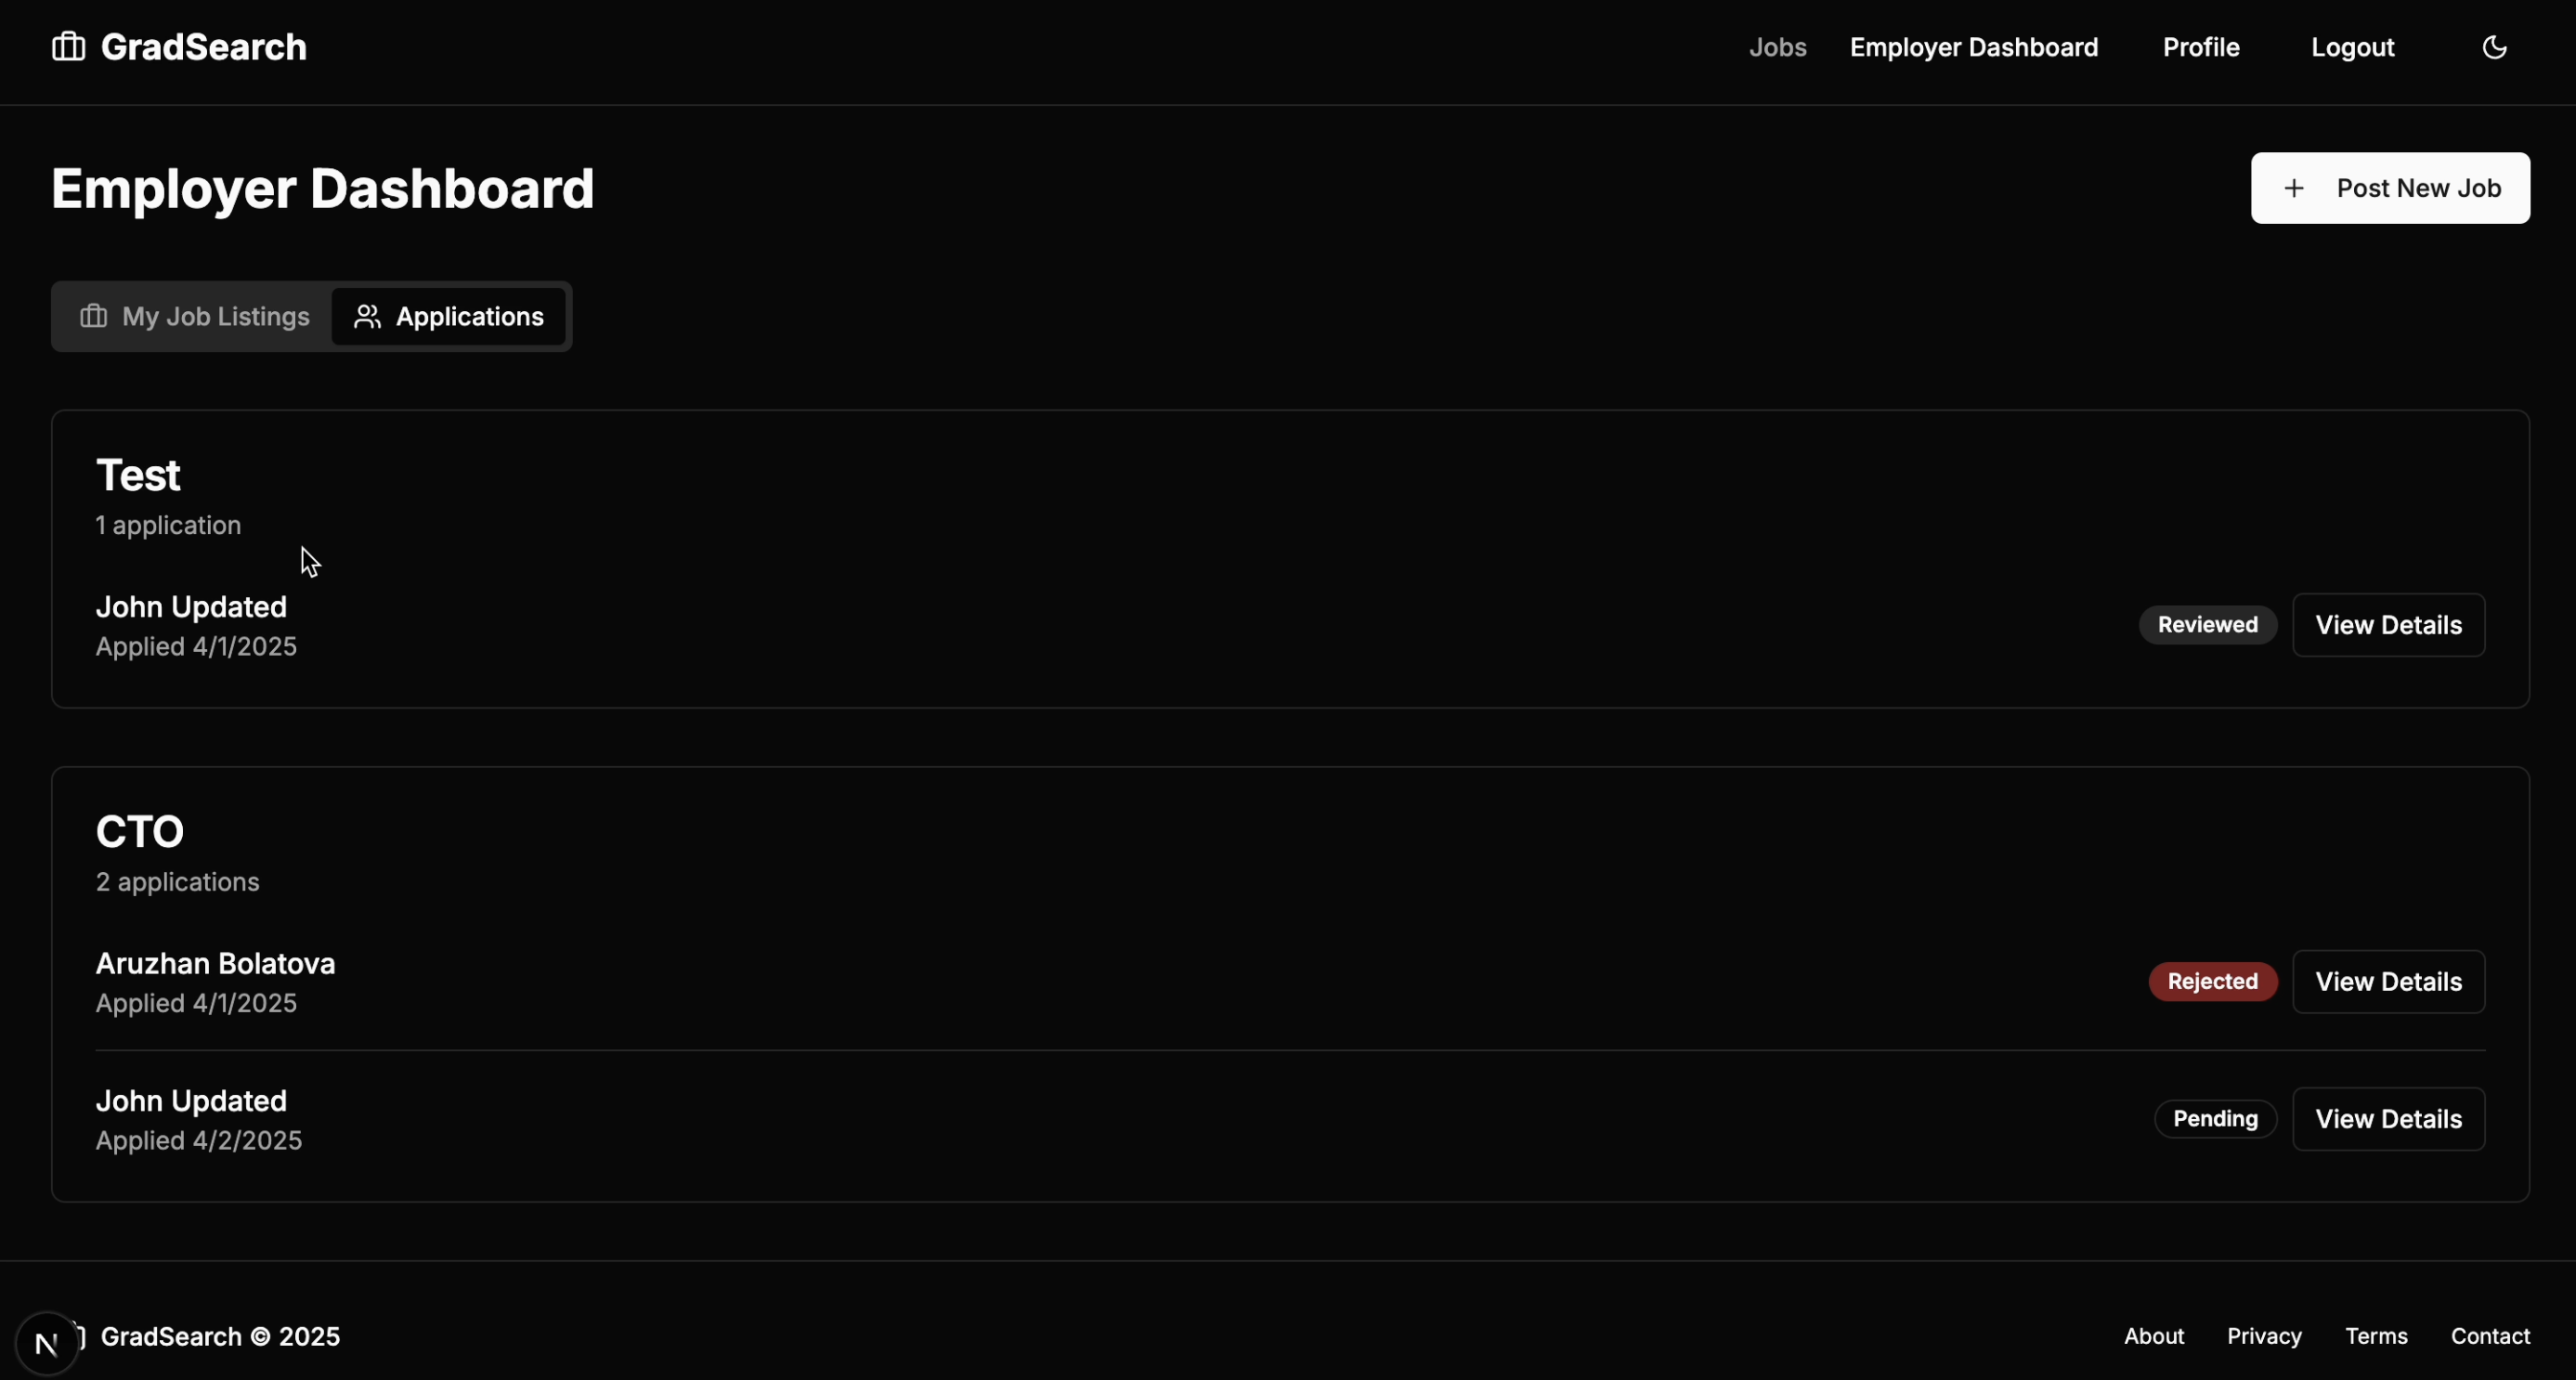 GradSearch
Jobs Employer Dashboard Profile Logout
Employer Dashboard
+ Post New Job
My Job Listings Applications
Test
1 application
John Updated
Applied 4/1/2025
Reviewed View Details
CTO
2 applications
Aruzhan Bolatova
Applied 4/1/2025
Rejected View Details
John Updated
Applied 4/2/2025
Pending View Details
N GradSearch © 2025
About Privacy Terms Contact